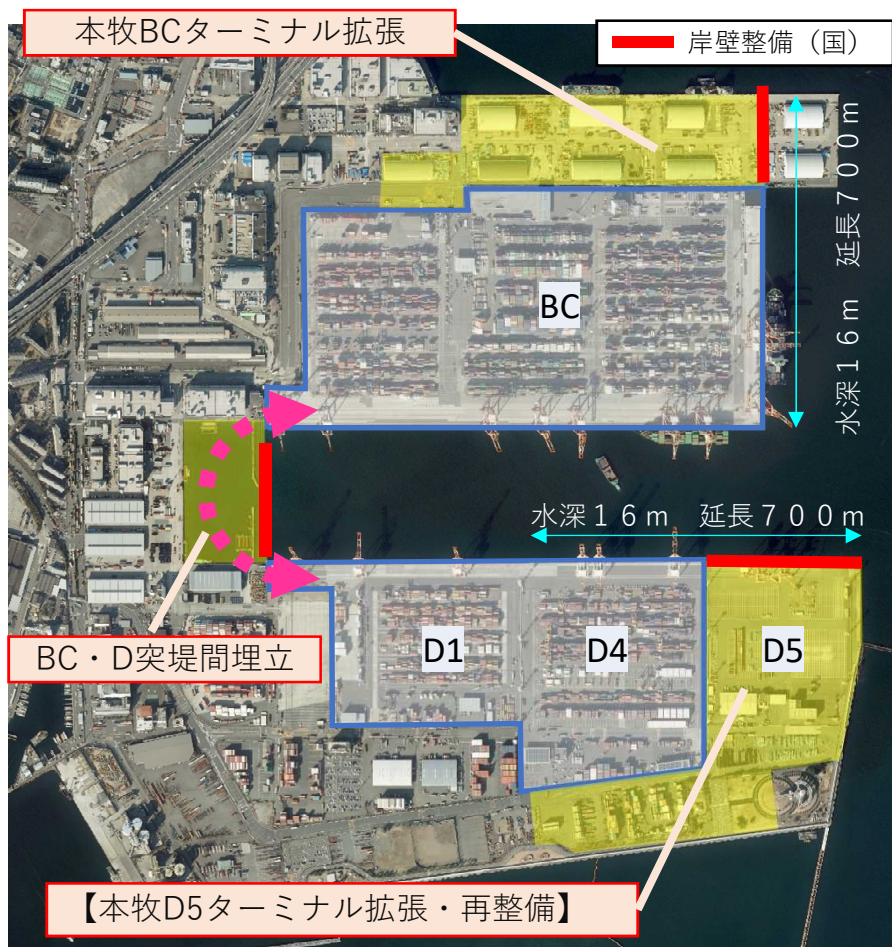 本牧BCターミナル拡張
岸壁整備（国）
水深１６ｍ　延長７００ｍ
BC
水深１６ｍ　延長７００ｍ
BC・D突堤間埋立
D1
D4
D5
【本牧D5ターミナル拡張・再整備】